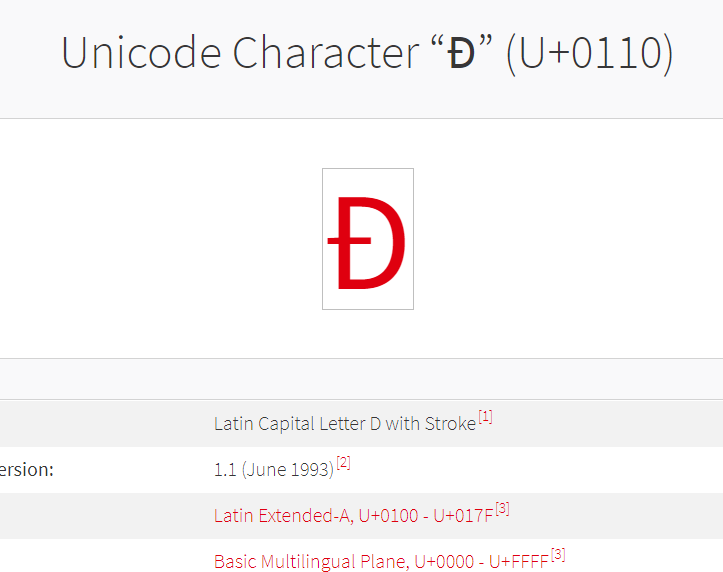 Unicode Character “Đ” (U+0110)
Đ
Latin Capital Letter D with Stroke[1]
ersion: 1.1 (June 1993)[2]
Latin Extended-A, U+0100 - U+017F[3]
Basic Multilingual Plane, U+0000 - U+FFFF[3]